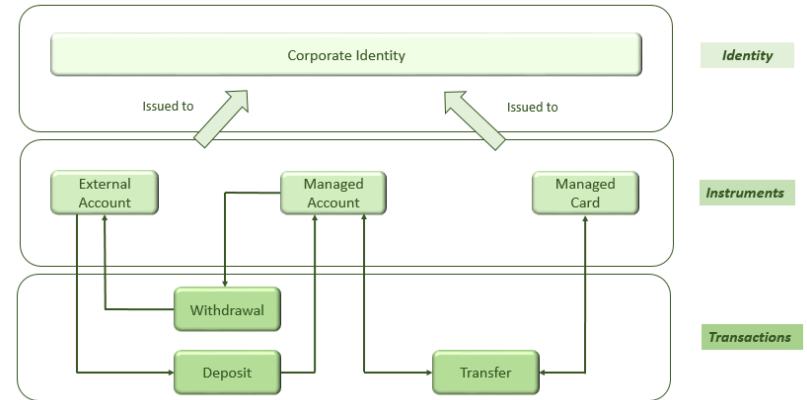 Corporate Identity
Identity
Issued to
Issued to
External
Account
Managed
Account
Managed
Card
Instruments
Withdrawal
Transactions
Deposit
Transfer